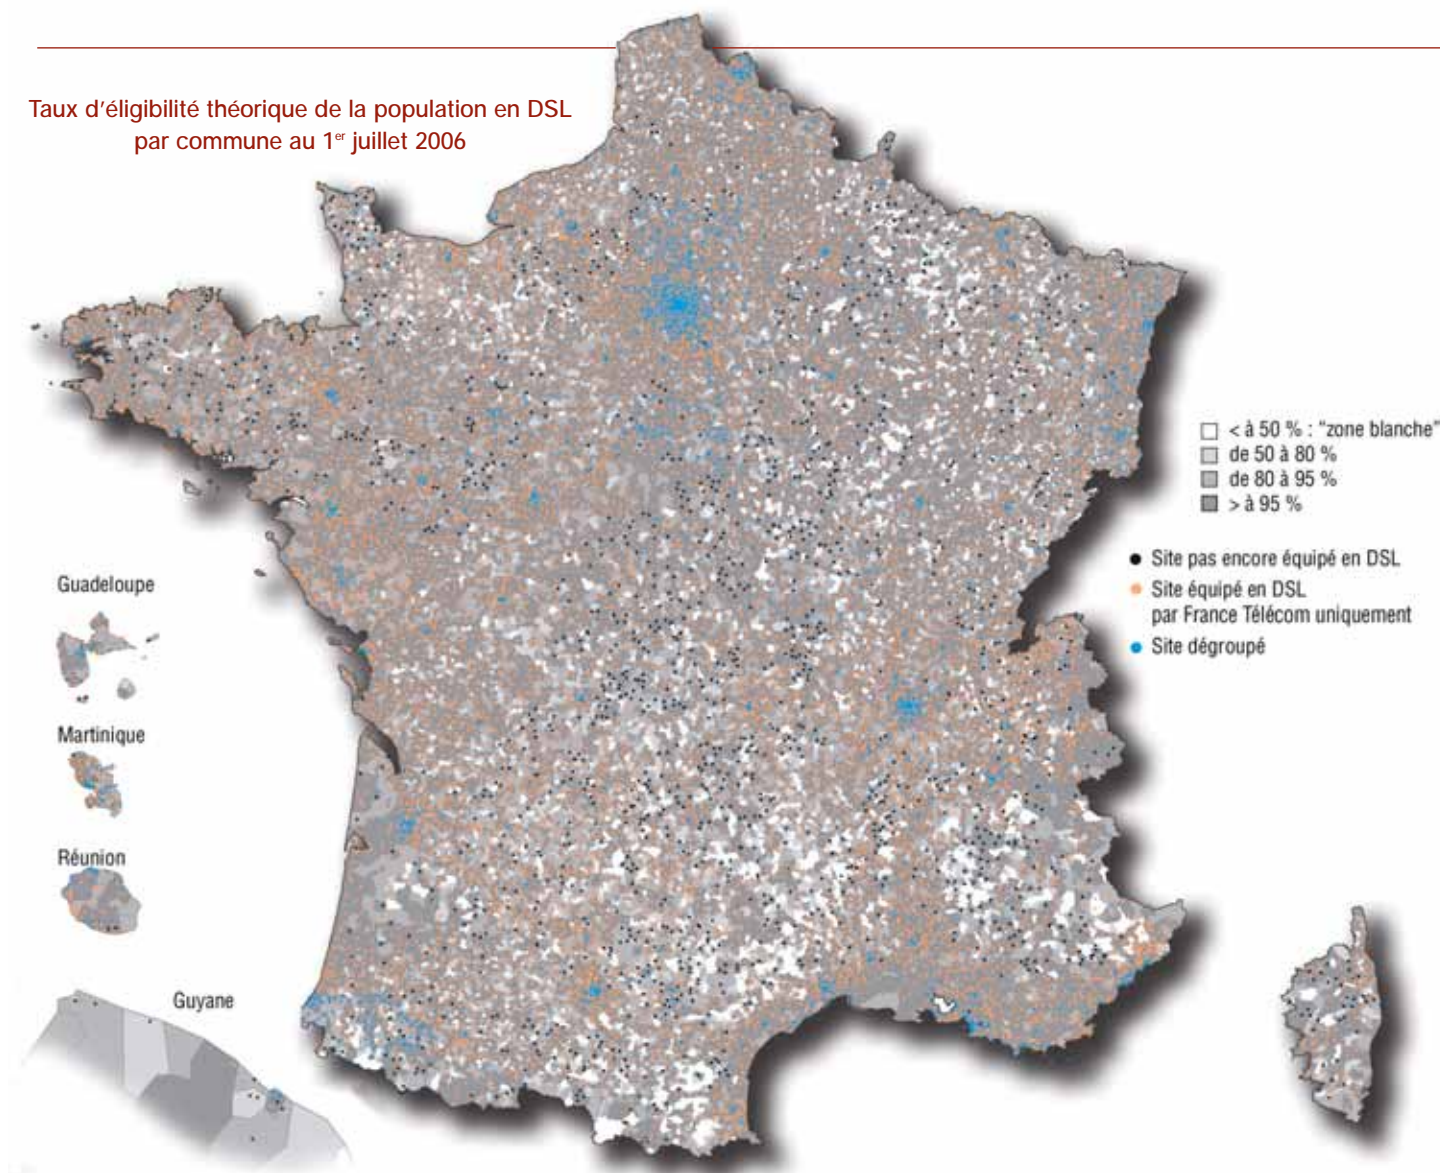 Taux d'éligibilité théorique de la population en DSL
par commune au 1er juillet 2006
< à 50 % : "zone blanche"
de 50 à 80 %
de 80 à 95 %
> à 95 %
Site pas encore équipé en DSL
Site équipé en DSL
par France Télécom uniquement
Site dégroupé
Guadeloupe
Martinique
Réunion
Guyane